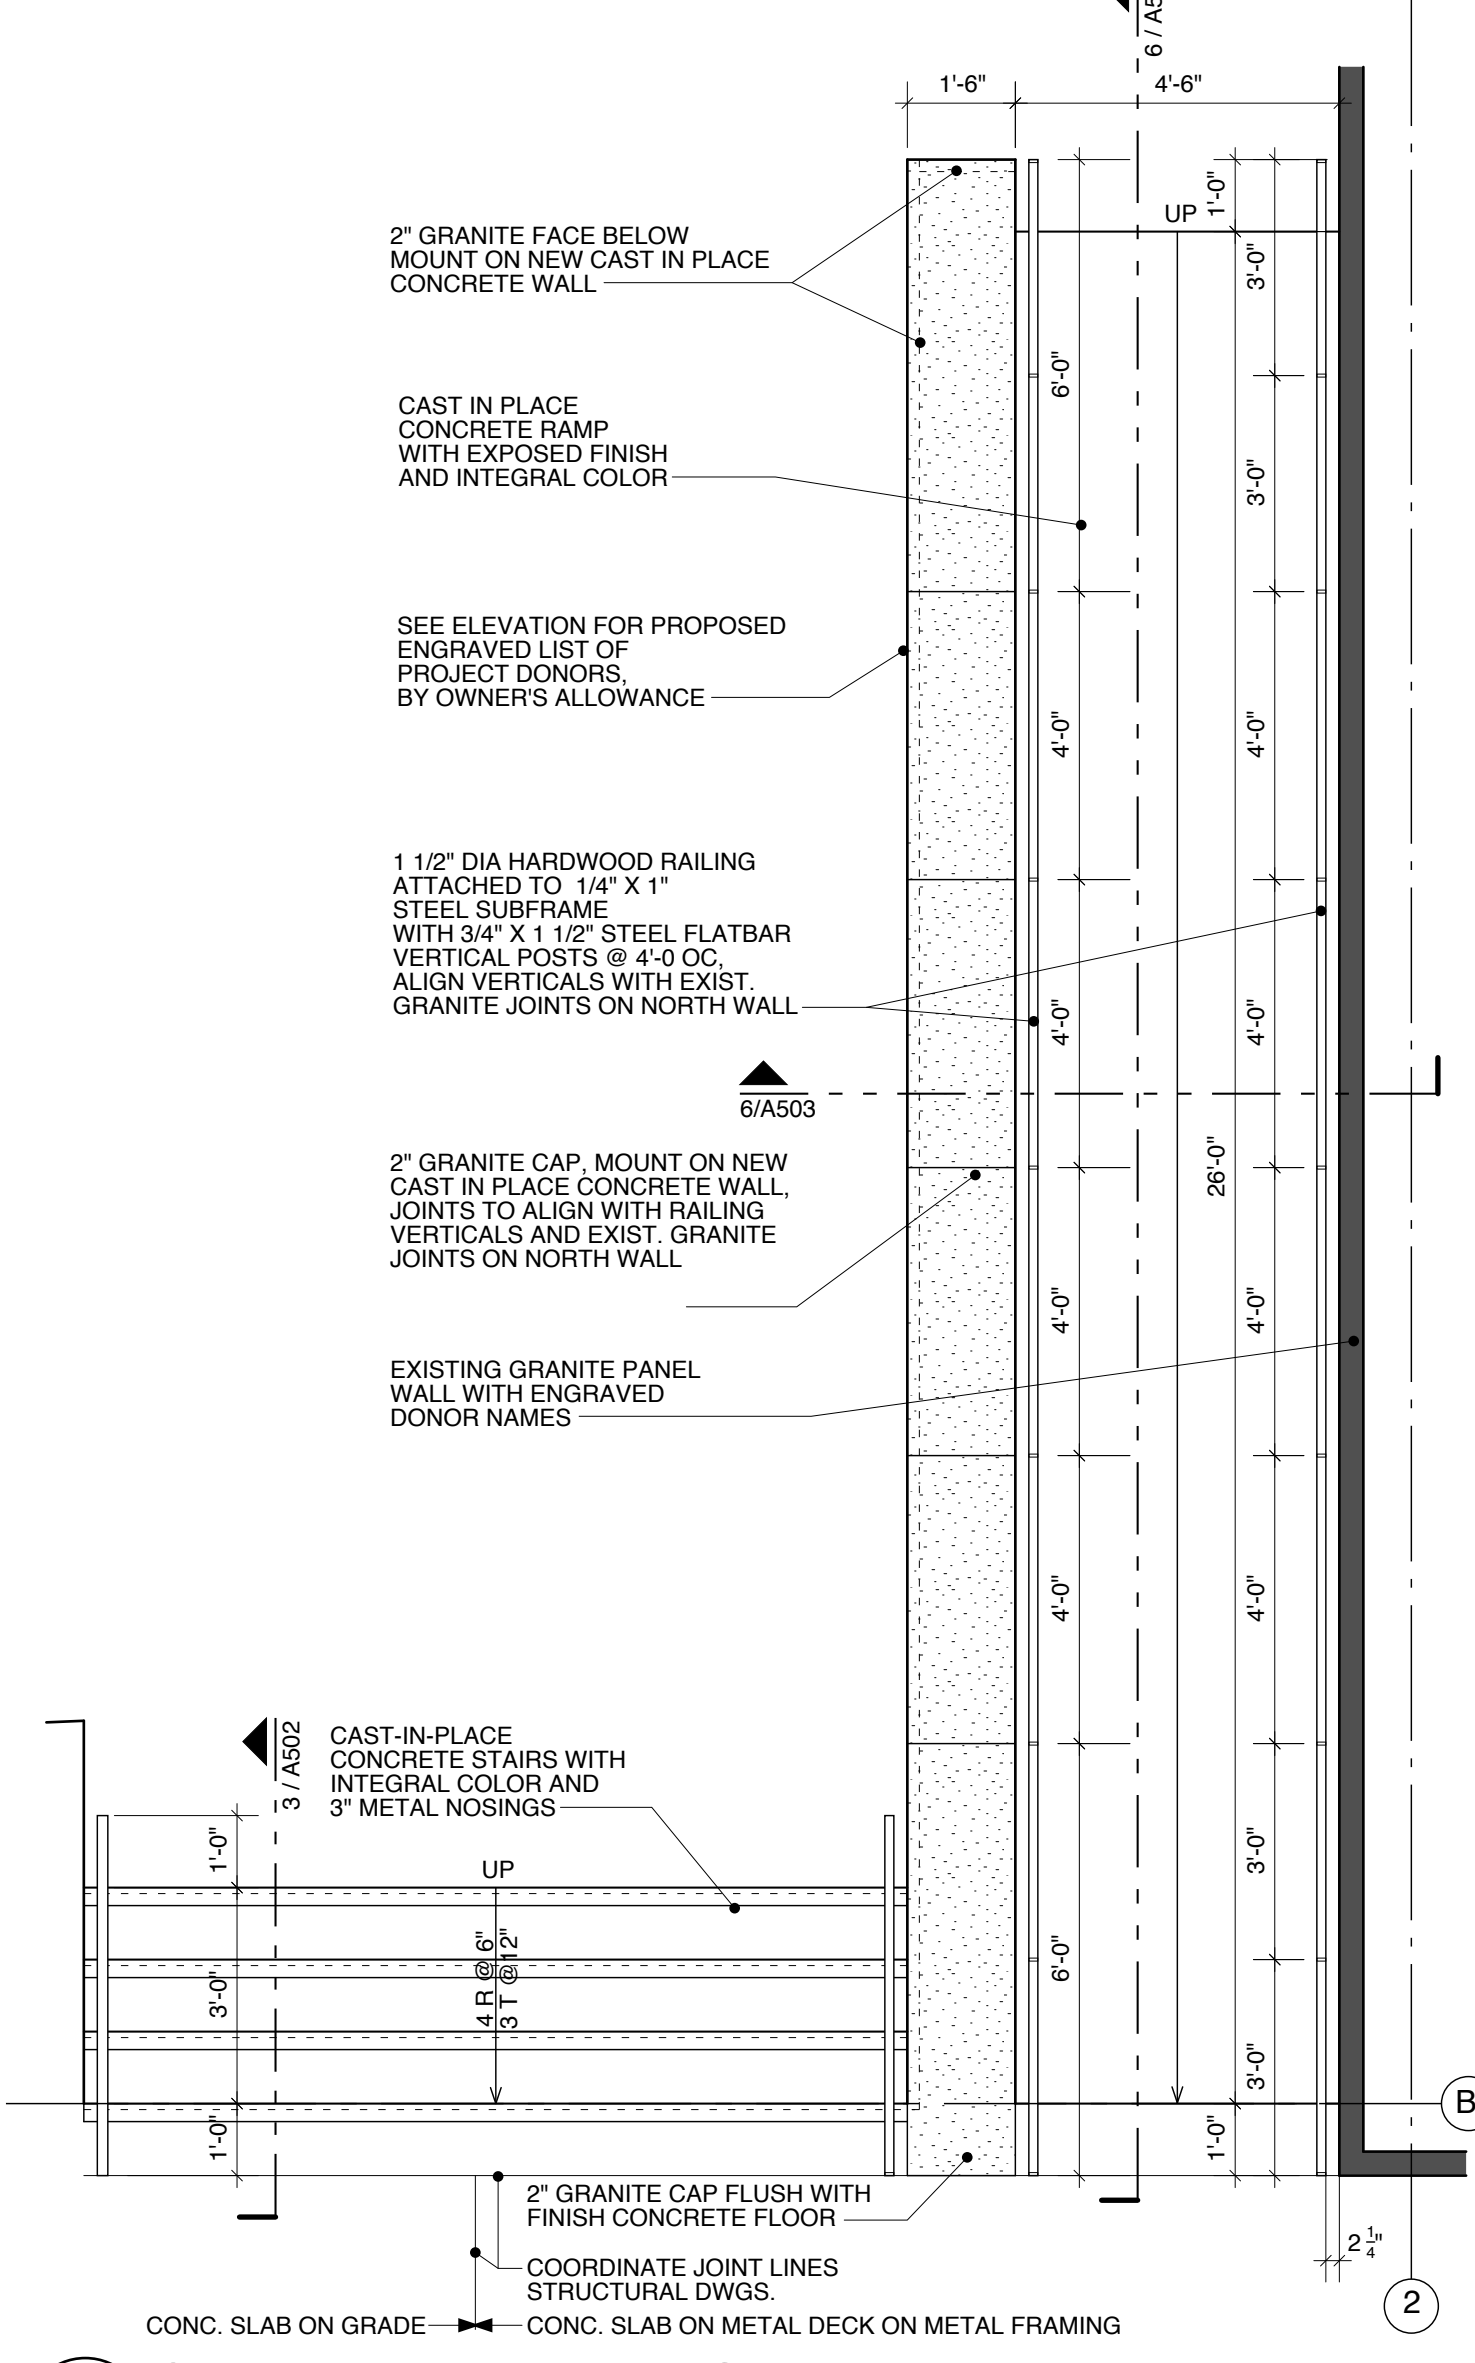 6 / A5
1'-6"
4'-6"
1'-0"
UP
2" GRANITE FACE BELOW
MOUNT ON NEW CAST IN PLACE
CONCRETE WALL
3'-0"
6'-0"
CAST IN PLACE
CONCRETE RAMP
WITH EXPOSED FINISH
AND INTEGRAL COLOR
3'-0"
SEE ELEVATION FOR PROPOSED
ENGRAVED LIST OF
PROJECT DONORS,
BY OWNER'S ALLOWANCE
4'-0"
4'-0"
1 1/2" DIA HARDWOOD RAILING
ATTACHED TO 1/4" X 1"
STEEL SUBFRAME
WITH 3/4" X 1 1/2" STEEL FLATBAR
VERTICAL POSTS @ 4'-0 OC,
ALIGN VERTICALS WITH EXIST.
GRANITE JOINTS ON NORTH WALL
4'-0"
4'-0"
6/A503
2" GRANITE CAP, MOUNT ON NEW
CAST IN PLACE CONCRETE WALL,
JOINTS TO ALIGN WITH RAILING
VERTICALS AND EXIST. GRANITE
JOINTS ON NORTH WALL
26'-0"
4'-0"
4'-0"
EXISTING GRANITE PANEL
WALL WITH ENGRAVED
DONOR NAMES
4'-0"
4'-0"
3 / A502
CAST-IN-PLACE
CONCRETE STAIRS WITH
INTEGRAL COLOR AND
3" METAL NOSINGS
1'-0"
3'-0"
UP
4 R @ 6"
3 T @ 12"
3'-0"
6'-0"
3'-0"
B
1'-0"
1'-0"
2" GRANITE CAP FLUSH WITH
FINISH CONCRETE FLOOR
2 1/4"
COORDINATE JOINT LINES
STRUCTURAL DWGS.
2
CONC. SLAB ON GRADE
CONC. SLAB ON METAL DECK ON METAL FRAMING